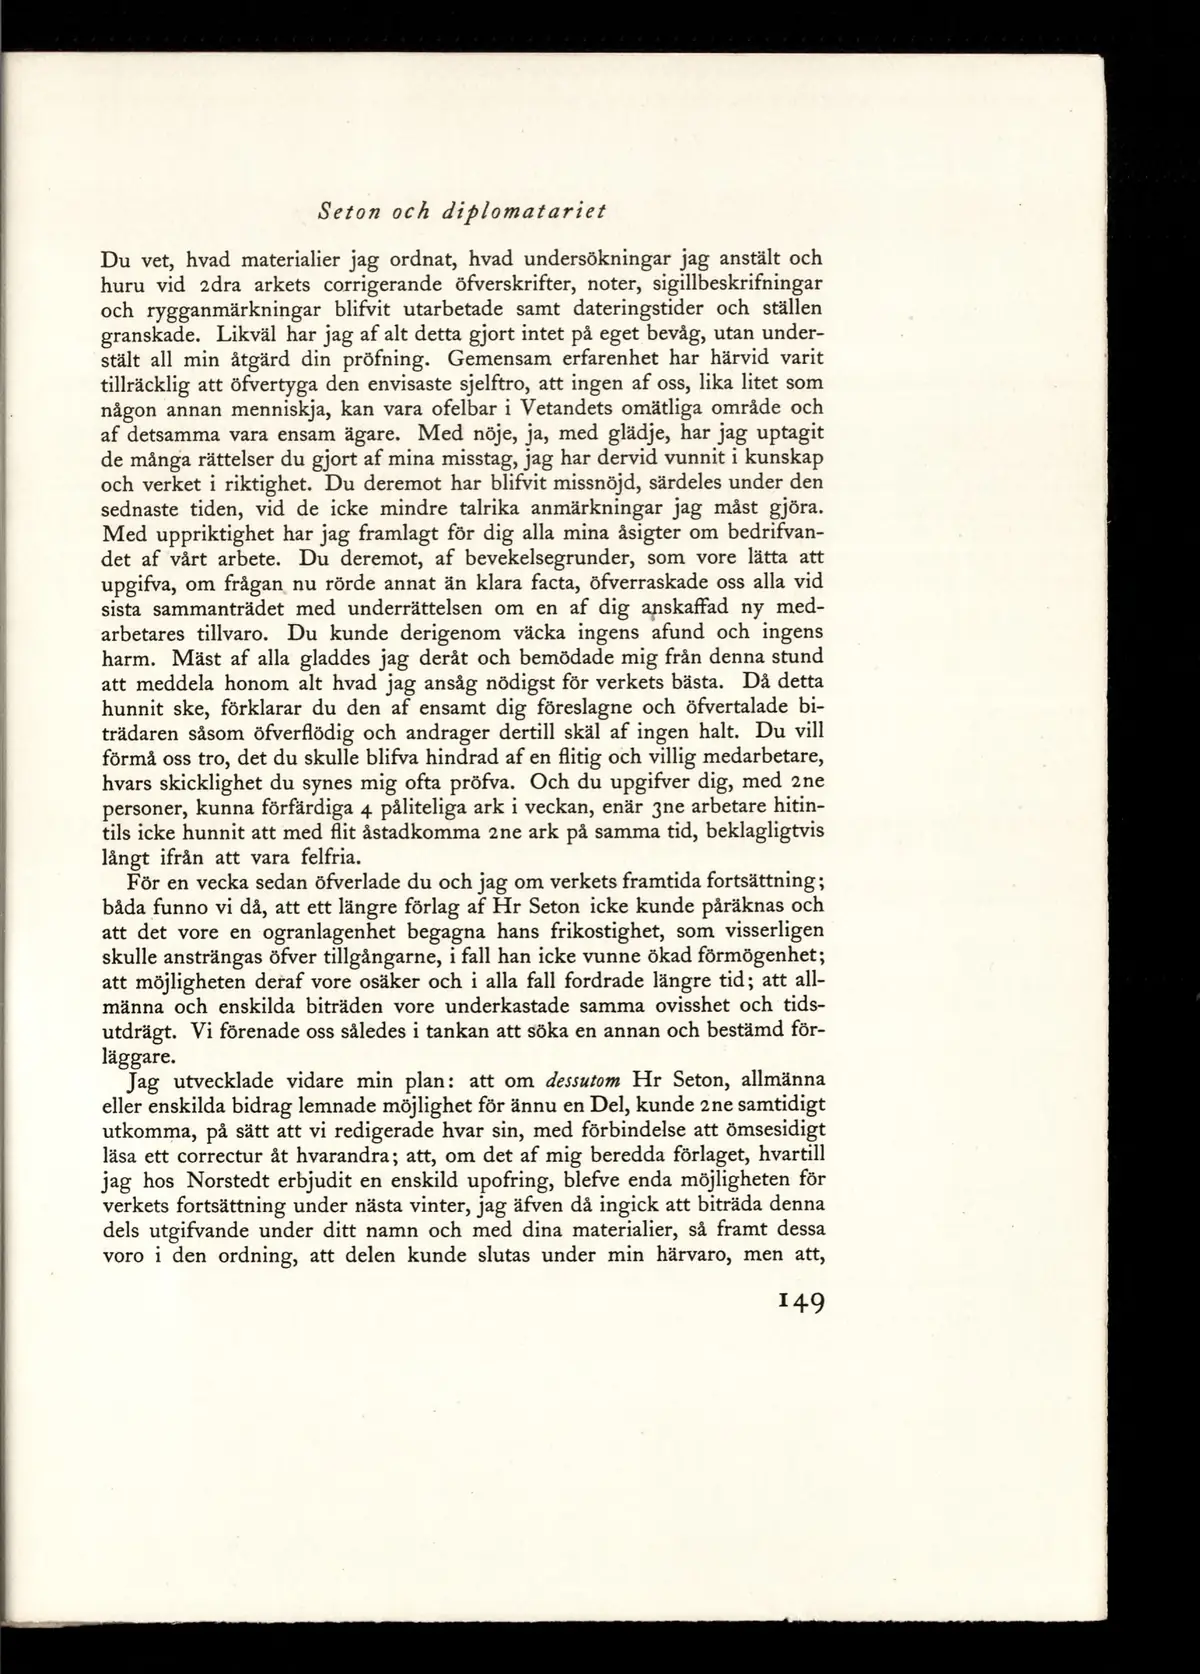 Seton och diplomatariet
Du vet, hvad materialier jag ordnat, hvad undersökningar jag anstält och
huru vid 2dra arkets corrigerande öfverskrifter, noter, sigillbeskrifningar
och rygganmärkningar blifvit utarbetade samt dateringstider och ställen
granskade. Likväl har jag af alt detta gjort intet på eget bevåg, utan under-
stält all min åtgärd din pröfning. Gemensam erfarenhet har härvid varit
tillräcklig att öfvertyga den envisaste sjelftro, att ingen af oss, lika litet som
någon annan menniskja, kan vara ofelbar i Vetandets omätliga område och
af detsamma vara ensam ägare. Med nöje, ja, med glädje, har jag uptagit
de många rättelser du gjort af mina misstag, jag har dervid vunnit i kunskap
och verket i riktighet. Du deremot har blifvit missnöjd, särdeles under den
sednaste tiden, vid de icke mindre talrika anmärkningar jag måst gjöra.
Med uppriktighet har jag framlagt för dig alla mina åsigter om bedrifvan-
det af vårt arbete. Du deremot, af bevekelsegrunder, som vore lätta att
upgifva, om frågan nu rörde annat än klara facta, öfverraskade oss alla vid
sista sammanträdet med underrättelsen om en af dig anskaffad ny med-
arbetares tillvaro. Du kunde derigenom väcka ingens afund och ingens
harm. Mäst af alla gladdes jag deråt och bemödade mig från denna stund
att meddela honom alt hvad jag ansåg nödigst för verkets bästa. Då detta
hunnit ske, förklarar du den af ensamt dig föreslagne och öfvertalade bi-
trädaren såsom öfverflödig och andrager dertill skäl af ingen halt. Du vill
förmå oss tro, det du skulle blifva hindrad af en flitig och villig medarbetare,
hvars skicklighet du synes mig ofta pröfva. Och du upgifver dig, med 2ne
personer, kunna förfärdiga 4 påliteliga ark i veckan, enär 3ne arbetare hitin-
tils icke hunnit att med flit åstadkomma 2ne ark på samma tid, beklagligtvis
långt ifrån att vara felfria.
För en vecka sedan öfverlade du och jag om verkets framtida fortsättning;
båda funno vi då, att ett längre förlag af Hr Seton icke kunde påräknas och
att det vore en ogranlagenhet begagna hans frikostighet, som visserligen
skulle ansträngas öfver tillgångarne, i fall han icke vunne ökad förmögenhet;
att möjligheten deraf vore osäker och i alla fall fordrade längre tid; att all-
männa och enskilda biträden vore underkastade samma ovisshet och tids-
utdrägt. Vi förenade oss således i tankan att söka en annan och bestämd för-
läggare.
Jag utvecklade vidare min plan: att om dessutom Hr Seton, allmänna
eller enskilda bidrag lemnade möjlighet för ännu en Del, kunde 2ne samtidigt
utkomma, på sätt att vi redigerade hvar sin, med förbindelse att ömsesidigt
läsa ett correctur åt hvarandra; att, om det af mig beredda förlaget, hvartill
jag hos Norstedt erbjudit en enskild upofring, blefve enda möjligheten för
verkets fortsättning under nästa vinter, jag äfven då ingick att biträda denna
dels utgifvande under ditt namn och med dina materialier, så framt dessa
voro i den ordning, att delen kunde slutas under min härvaro, men att,
149